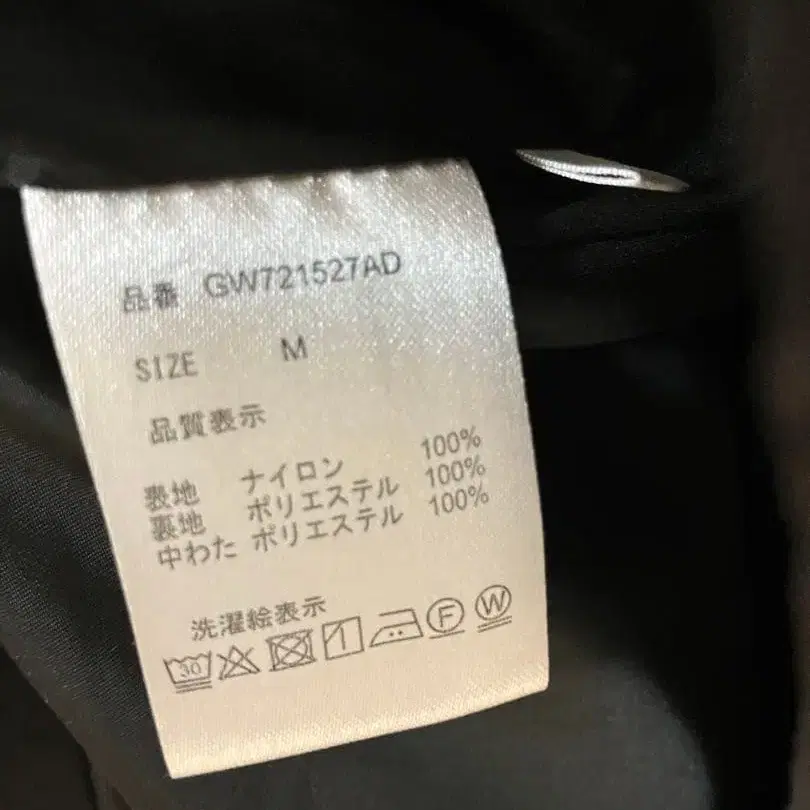 品番 GW721527AD
SIZE M
品質表示
表地 ナイロン 100%
裏地 ポリエステル 100%
中わた ポリエステル 100%
洗濯絵表示
30 F W